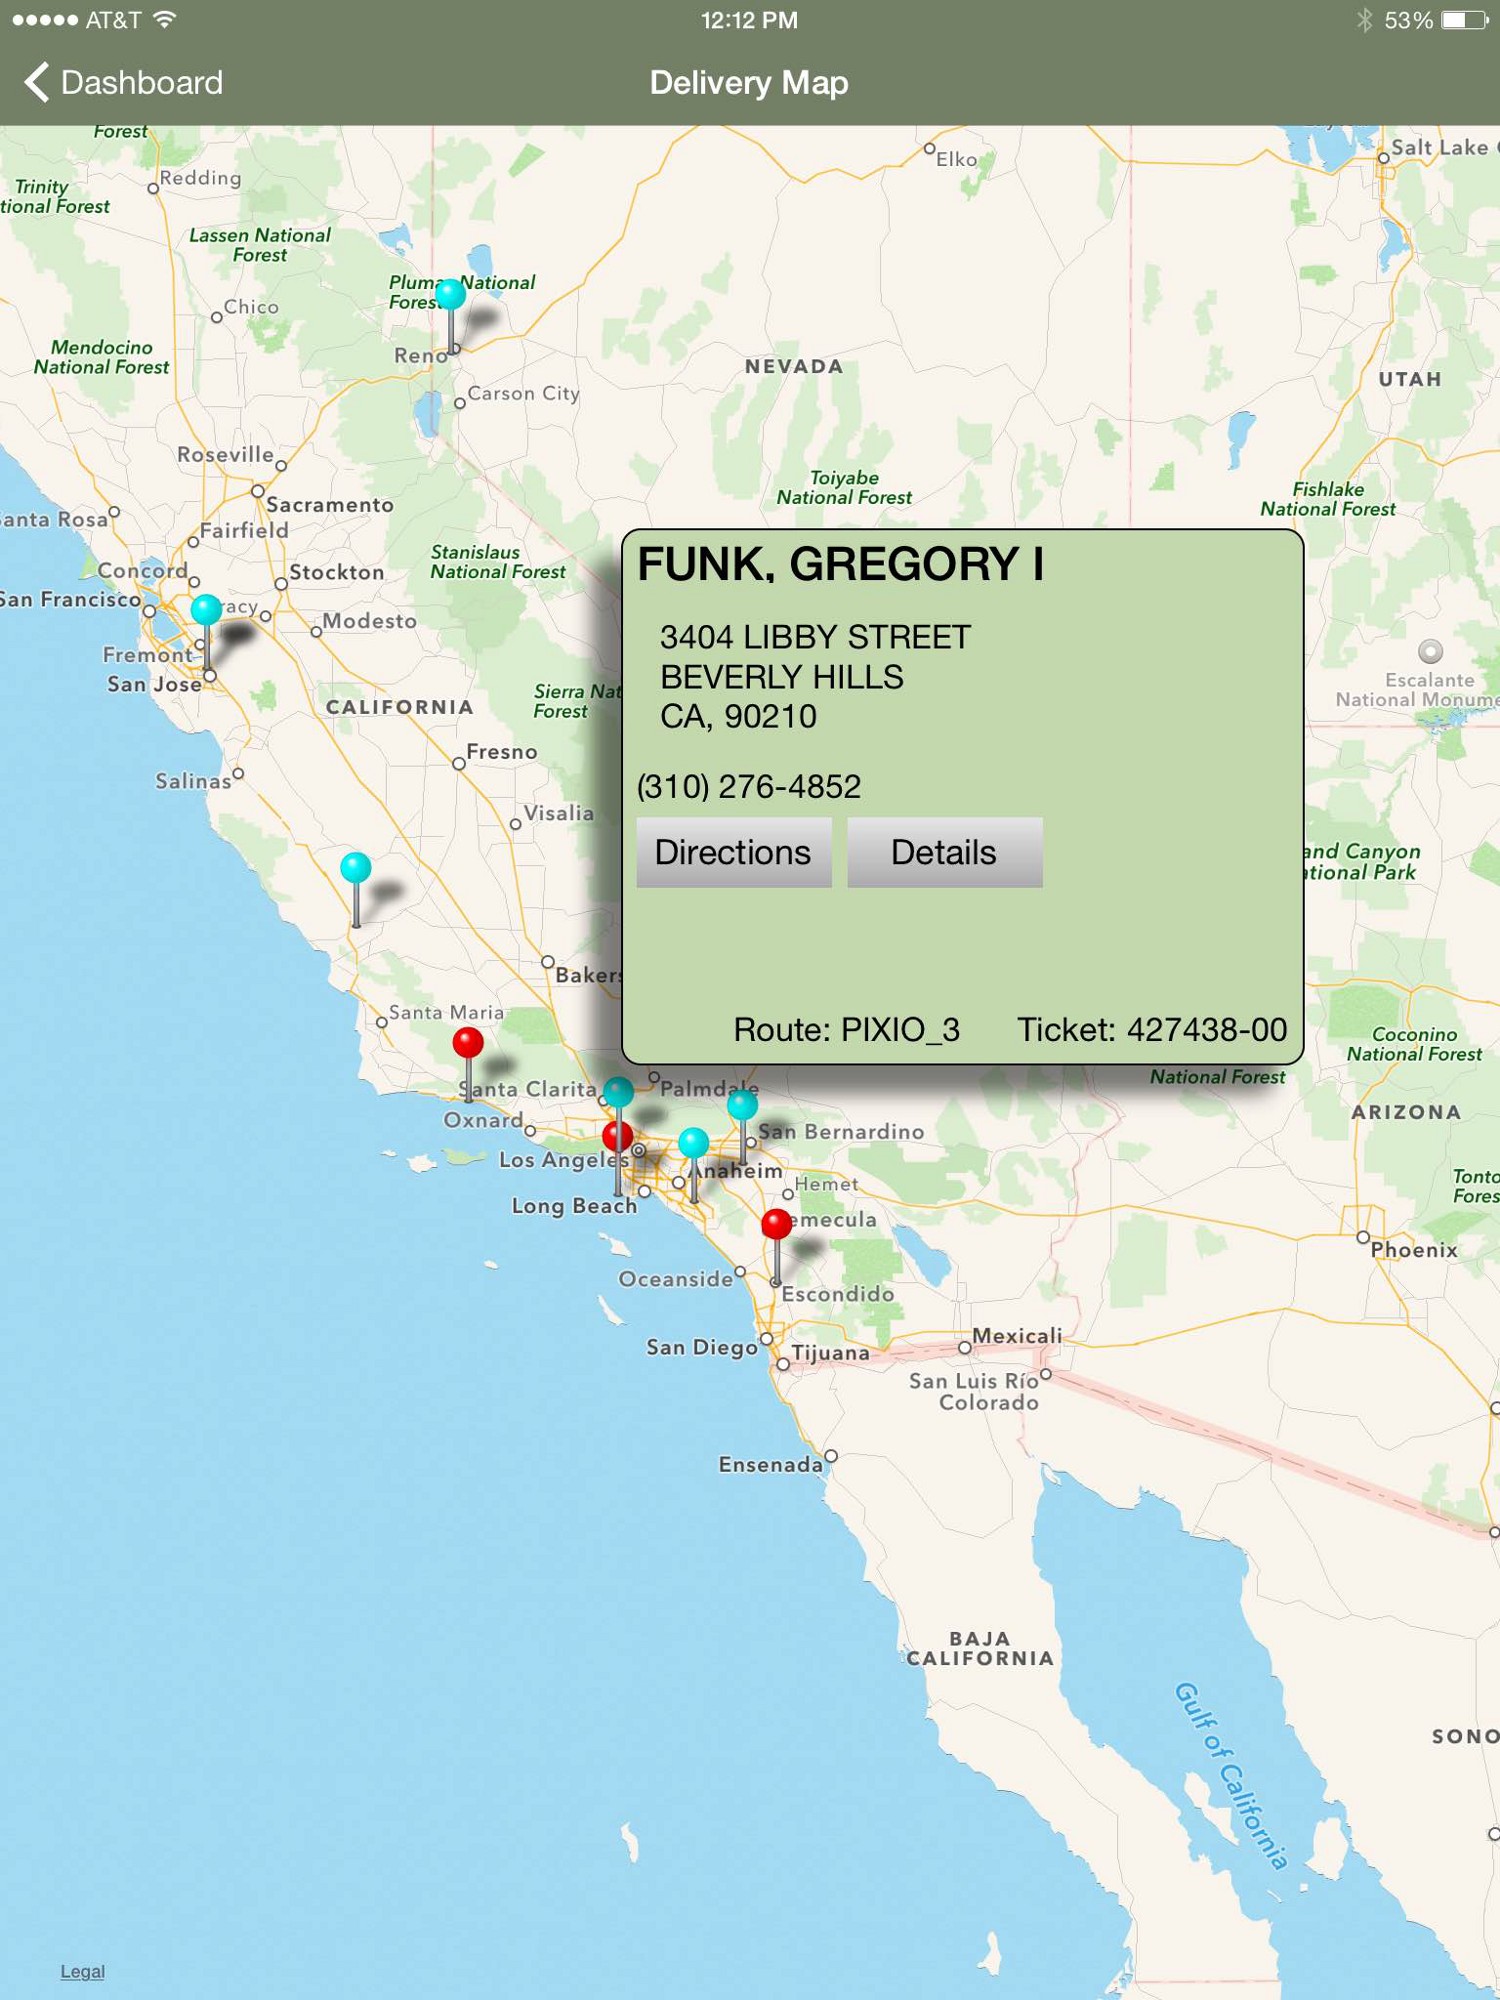 AT&T
12:12 PM
53%
Dashboard
Delivery Map
Forest
Elko
Salt Lake
Redding
Trinity
tional Forest
Lassen National
Forest
Plumas National
Forest
Chico
Mendocino
National Forest
Reno
NEVADA
UTAH
Carson City
Roseville
Sacramento
Toiyabe
National Forest
Fishlake
National Forest
anta Rosa
Fairfield
Stanislaus
National Forest
Concord
Stockton
San Francisco
racy
Modesto
Fremont
San Jose
CALIFORNIA
Sierra Nat
Forest
Escalante
National Monume
FUNK, GREGORY I
3404 LIBBY STREET
BEVERLY HILLS
CA, 90210
(310) 276-4852
Directions
Details
Route: PIXIO_3
Ticket: 427438-00
Fresno
Salinas
Visalia
and Canyon
ational Park
Bakers
Santa Maria
Coconino
National Forest
National Forest
Santa Clarita
Palmdale
Oxnard
ARIZONA
San Bernardino
Los Angeles
Anaheim
Hemet
Tonto
Fores
Long Beach
emecula
Phoenix
Oceanside
Escondido
San Diego
Tijuana
Mexicali
San Luis Río
Colorado
Ensenada
BAJA
CALIFORNIA
Gulf of California
SONO
Legal